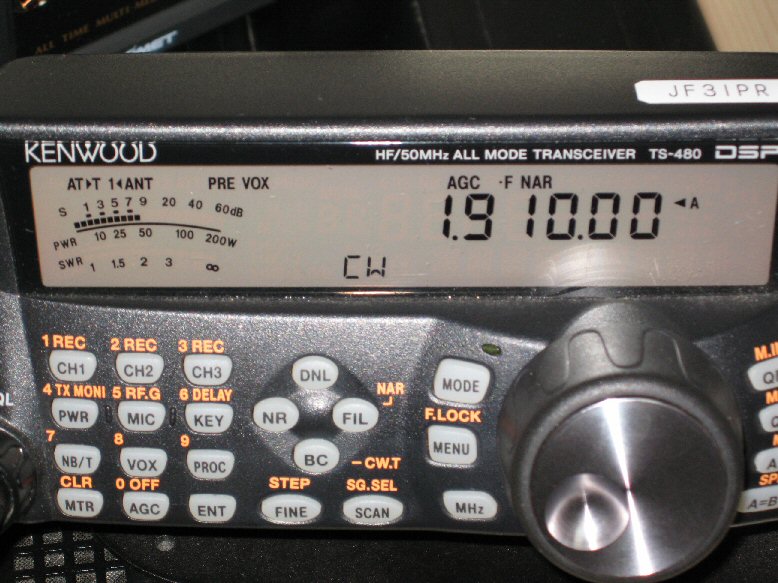 ALL TIME MULTI-ME
JF3IPR
KENWOOD
HF/50MHz ALL MODE TRANSCEIVER TS-480 DSP
AT▸T 1◂ANT PRE VOX AGC -F NAR
S 1 3 5 7 9 20 40 60dB
1.910.00 ◂A
PWR 10 25 50 100 200W
SWR 1 1.5 2 3 ∞
CW
1 REC 2 REC 3 REC
CH1 CH2 CH3
DNL
MODE
M.I
4 TX MONI 5 RF.G 6 DELAY
NAR
PWR MIC KEY
NR FIL
F.LOCK
MENU
7 8 9
NB/T VOX PROC
BC
–CW.T
CLR 0 OFF
STEP SG.SEL
MTR AGC ENT
FINE SCAN
MHz
A=B